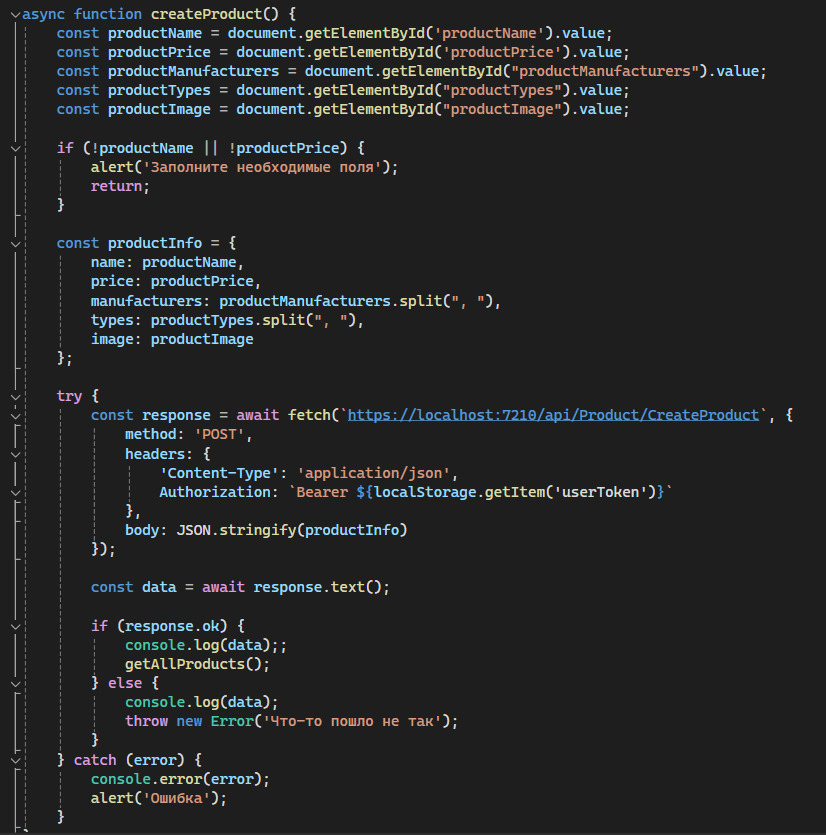 async function createProduct() {
    const productName = document.getElementById('productName').value;
    const productPrice = document.getElementById('productPrice').value;
    const productManufacturers = document.getElementById("productManufacturers").value;
    const productTypes = document.getElementById("productTypes").value;
    const productImage = document.getElementById("productImage").value;

    if (!productName || !productPrice) {
        alert('Заполните необходимые поля');
        return;
    }

    const productInfo = {
        name: productName,
        price: productPrice,
        manufacturers: productManufacturers.split(", "),
        types: productTypes.split(", "),
        image: productImage
    };

    try {
        const response = await fetch(`https://localhost:7210/api/Product/CreateProduct`, {
            method: 'POST',
            headers: {
                'Content-Type': 'application/json',
                Authorization: `Bearer ${localStorage.getItem('userToken')}`
            },
            body: JSON.stringify(productInfo)
        });

        const data = await response.text();

        if (response.ok) {
            console.log(data);;
            getAllProducts();
        } else {
            console.log(data);
            throw new Error('Что-то пошло не так');
        }
    } catch (error) {
        console.error(error);
        alert('Ошибка');
    }